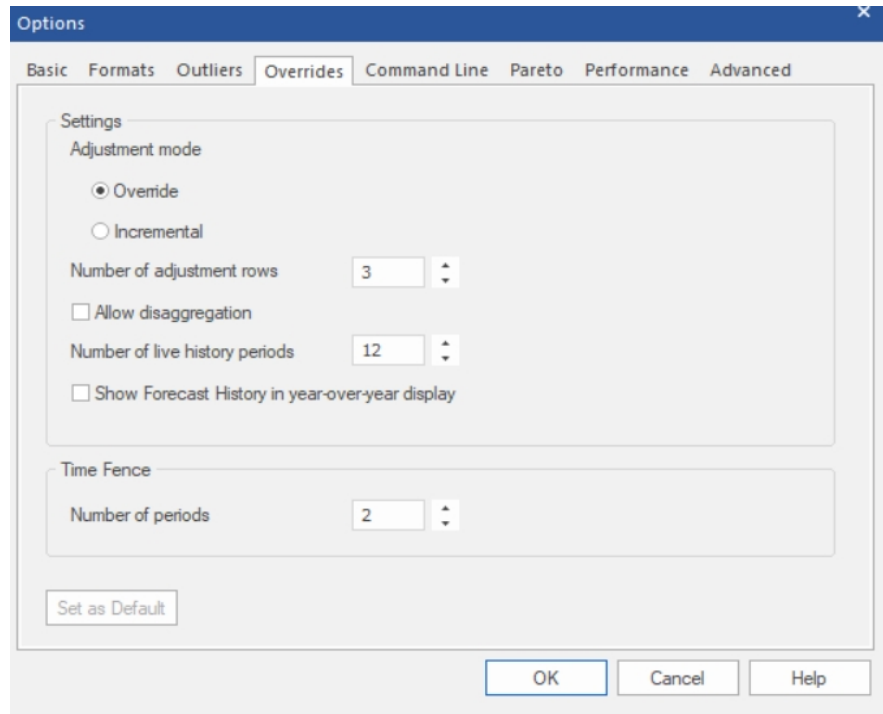 Options
Basic Formats Outliers Overrides Command Line Pareto Performance Advanced
Settings
Adjustment mode
Override
Incremental
Number of adjustment rows 3
Allow disaggregation
Number of live history periods 12
Show Forecast History in year-over-year display
Time Fence
Number of periods 2
Set as Default
OK Cancel Help